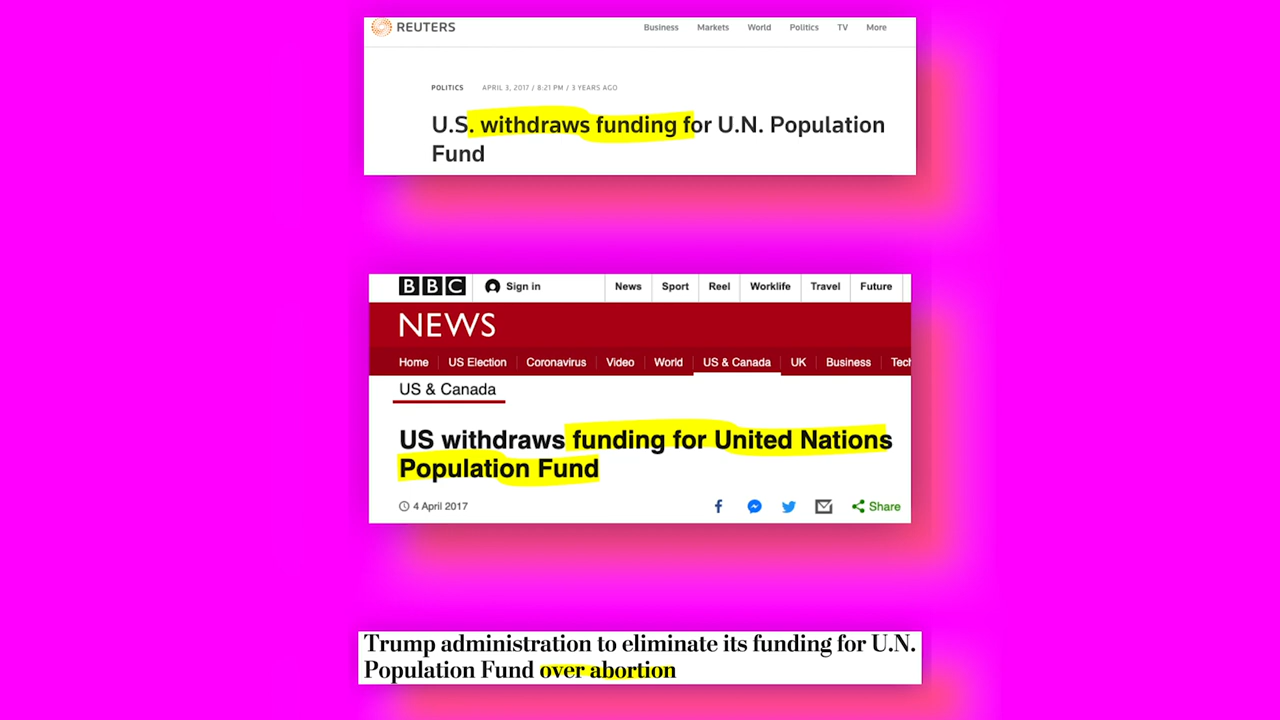 REUTERS
Business Markets World Politics TV More
POLITICS APRIL 3, 2017 / 8:21 PM / 3 YEARS AGO
U.S. withdraws funding for U.N. Population
Fund
BBC Sign in News Sport Reel Worklife Travel Future
NEWS
Home US Election Coronavirus Video World US & Canada UK Business Tech
US & Canada
US withdraws funding for United Nations
Population Fund
4 April 2017 Share
Trump administration to eliminate its funding for U.N.
Population Fund over abortion